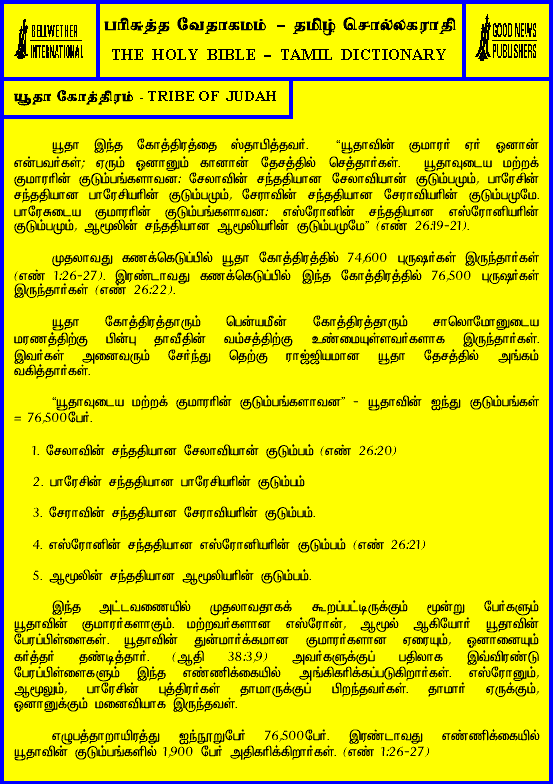 BELLWETHER
INTERNATIONAL
பரிசுத்த வேதாகமம் – தமிழ் சொல்லகராதி
THE HOLY BIBLE – TAMIL DICTIONARY
GOOD NEWS
PUBLISHERS
யூதா கோத்திரம் - TRIBE OF JUDAH
யூதா இந்த கோத்திரத்தை ஸ்தாபித்தவர். “யூதாவின் குமாரர் ஏர் ஓனான்
என்பவர்கள்; ஏரும் ஓனானும் கானான் தேசத்தில் செத்தார்கள். யூதாவுடைய மற்றக்
குமாரரின் குடும்பங்களாவன: சேலாவின் சந்ததியான சேலாவியான் குடும்பமும், பாரேசின்
சந்ததியான பாரேசியரின் குடும்பமும், சேராவின் சந்ததியான சேராவியரின் குடும்பமுமே.
பாரேசுடைய குமாரரின் குடும்பங்களாவன: எஸ்ரோனின் சந்ததியான எஸ்ரோனியரின்
குடும்பமும், ஆமூலின் சந்ததியான ஆமூலியரின் குடும்பமுமே” (எண் 26:19-21).
முதலாவது கணக்கெடுப்பில் யூதா கோத்திரத்தில் 74,600 புருஷர்கள் இருந்தார்கள்
(எண் 1:26-27). இரண்டாவது கணக்கெடுப்பில் இந்த கோத்திரத்தில் 76,500 புருஷர்கள்
இருந்தார்கள் (எண் 26:22).
யூதா கோத்திரத்தாரும் பென்யமீன் கோத்திரத்தாரும் சாலொமோனுடைய
மரணத்திற்கு பின்பு தாவீதின் வம்சத்திற்கு உண்மையுள்ளவர்களாக இருந்தார்கள்.
இவர்கள் அனைவரும் சேர்ந்து தெற்கு ராஜ்ஜியமான யூதா தேசத்தில் அங்கம்
வகித்தார்கள்.
“யூதாவுடைய மற்றக் குமாரரின் குடும்பங்களாவன” - யூதாவின் ஐந்து குடும்பங்கள்
= 76,500பேர்.
1. சேலாவின் சந்ததியான சேலாவியான் குடும்பம் (எண் 26:20)
2. பாரேசின் சந்ததியான பாரேசியரின் குடும்பம்
3. சேராவின் சந்ததியான சேராவியரின் குடும்பம்.
4. எஸ்ரோனின் சந்ததியான எஸ்ரோனியரின் குடும்பம் (எண் 26:21)
5. ஆமூலின் சந்ததியான ஆமூலியரின் குடும்பம்.
இந்த அட்டவணையில் முதலாவதாகக் கூறப்பட்டிருக்கும் மூன்று பேர்களும்
யூதாவின் குமாரர்களாகும். மற்றவர்களான எஸ்ரோன், ஆமூல் ஆகியோர் யூதாவின்
பேரப்பிள்ளைகள். யூதாவின் துன்மார்க்கமான குமாரர்களான ஏரையும், ஓனானையும்
கர்த்தர் தண்டித்தார். (ஆதி 38:3,9) அவர்களுக்குப் பதிலாக இவ்விரண்டு
பேரப்பிள்ளைகளும் இந்த எண்ணிக்கையில் அங்கிகரிக்கப்படுகிறார்கள். எஸ்ரோனும்,
ஆமூலும், பாரேசின் புத்திரர்கள் தாமாருக்குப் பிறந்தவர்கள். தாமார் ஏருக்கும்,
ஓனானுக்கும் மனைவியாக இருந்தவள்.
எழுபத்தாறாயிரத்து ஐந்நூறுபேர் 76,500பேர். இரண்டாவது எண்ணிக்கையில்
யூதாவின் குடும்பங்களில் 1,900 பேர் அதிகரிக்கிறார்கள். (எண் 1:26-27)